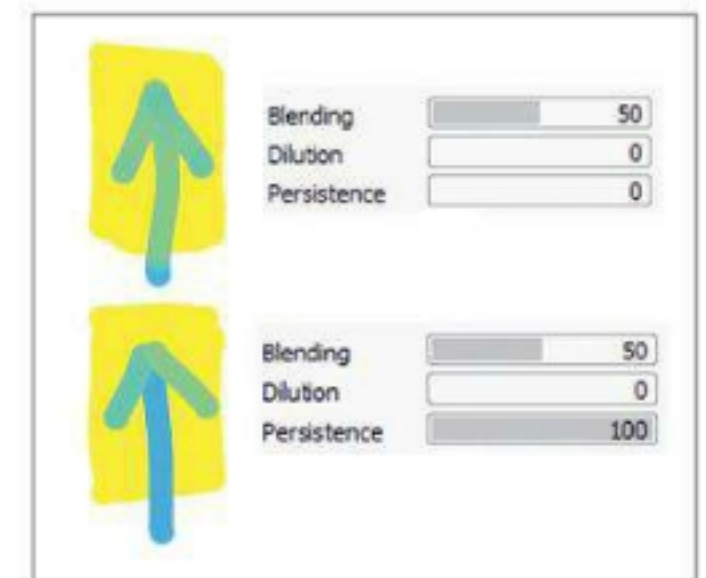 Blending 50
Dilution 0
Persistence 0
Blending 50
Dilution 0
Persistence 100